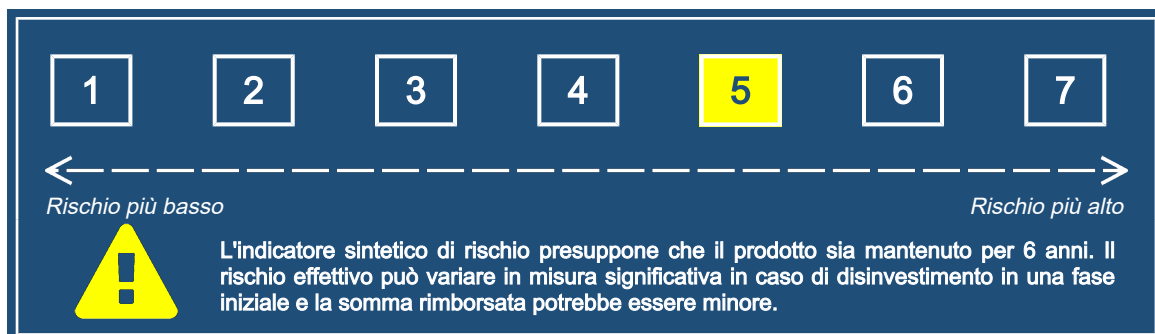 1 2 3 4 5 6 7
Rischio più basso Rischio più alto
L'indicatore sintetico di rischio presuppone che il prodotto sia mantenuto per 6 anni. Il
rischio effettivo può variare in misura significativa in caso di disinvestimento in una fase
iniziale e la somma rimborsata potrebbe essere minore.